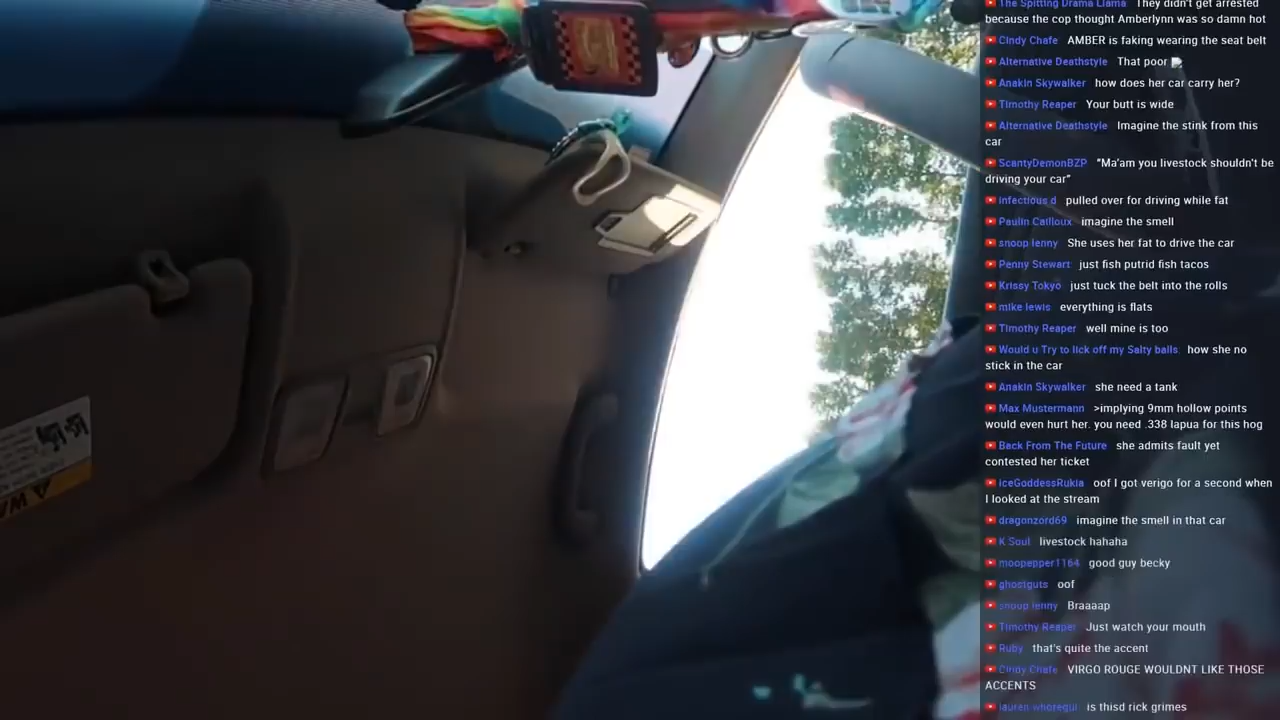 The Spitting Drama Llama They didn't get arrested
because the cop thought Amberlynn was so damn hot
Cindy Chafe AMBER is faking wearing the seat belt
Alternative Deathstyle That poor
Anakin Skywalker how does her car carry her?
Timothy Reaper Your butt is wide
Alternative Deathstyle Imagine the stink from this
car
ScantyDemonBZP "Ma'am you livestock shouldn't be
driving your car"
infectious d pulled over for driving while fat
Paulin Cailloux imagine the smell
snoop lenny She uses her fat to drive the car
Penny Stewart just fish putrid fish tacos
Krissy Tokyo just tuck the belt into the rolls
mike lewis everything is flats
Timothy Reaper well mine is too
Would u Try to lick off my Salty balls how she no
stick in the car
Anakin Skywalker she need a tank
Max Mustermann >implying 9mm hollow points
would even hurt her. you need .338 lapua for this hog
Back From The Future she admits fault yet
contested her ticket
iceGoddessRukia oof I got verigo for a second when
I looked at the stream
dragonzord69 imagine the smell in that car
K Soul livestock hahaha
moopepper1164 good guy becky
ghostguts oof
snoop lenny Braaaap
Timothy Reaper Just watch your mouth
Ruby that's quite the accent
Cindy Chafe VIRGO ROUGE WOULDNT LIKE THOSE
ACCENTS
lauren whoregui is thisd rick grimes